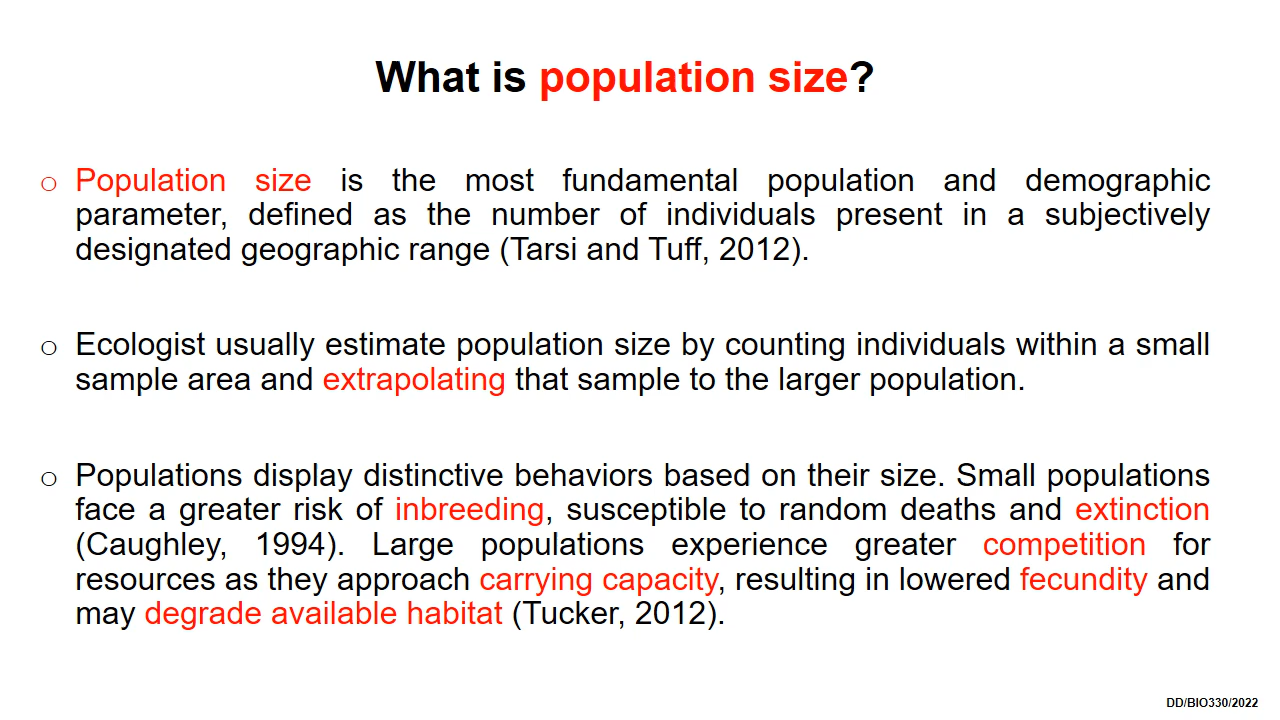 What is population size?
o Population size is the most fundamental population and demographic
parameter, defined as the number of individuals present in a subjectively
designated geographic range (Tarsi and Tuff, 2012).
o Ecologist usually estimate population size by counting individuals within a small
sample area and extrapolating that sample to the larger population.
o Populations display distinctive behaviors based on their size. Small populations
face a greater risk of inbreeding, susceptible to random deaths and extinction
(Caughley, 1994). Large populations experience greater competition for
resources as they approach carrying capacity, resulting in lowered fecundity and
may degrade available habitat (Tucker, 2012).
DD/BIO330/2022